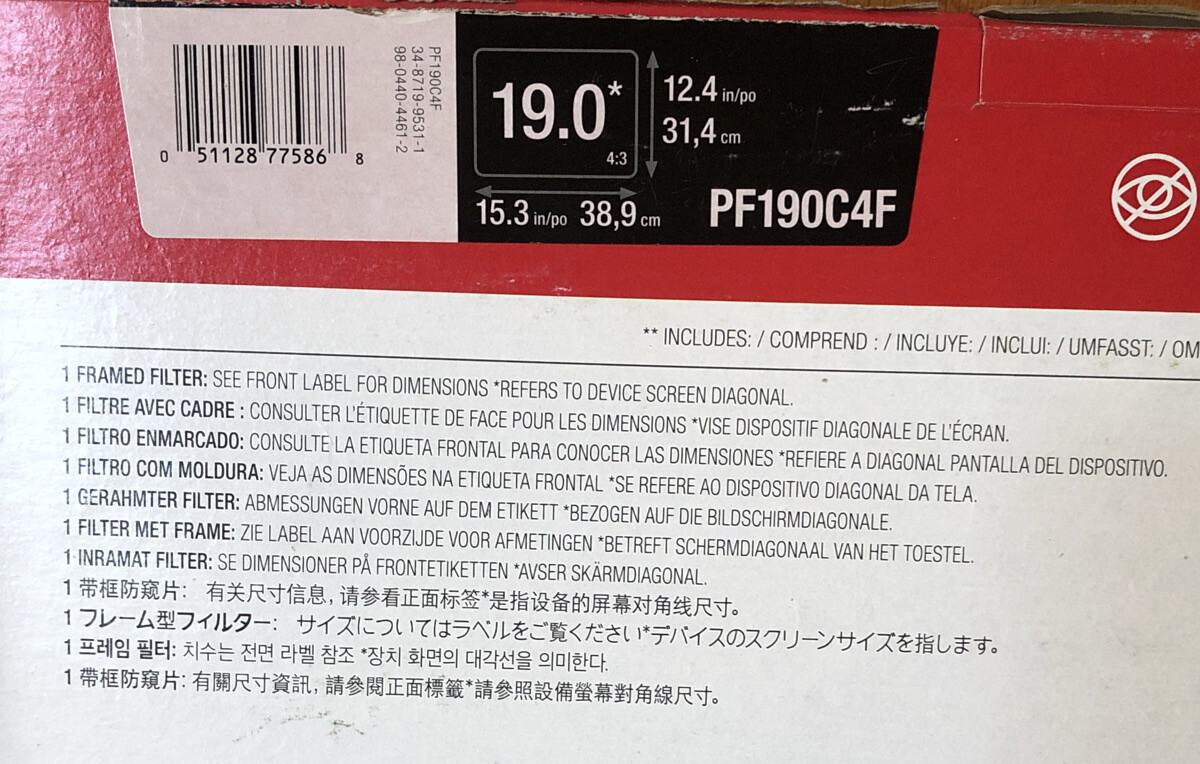 PF190C4F
34-8719-9531-1
98-0440-4461-2
0 51128 77586 8
19.0*
4:3
12.4 in/po
31,4 cm
15.3 in/po 38,9 cm
PF190C4F
** INCLUDES: / COMPREND : / INCLUYE: / INCLUI: / UMFASST: / OM
1 FRAMED FILTER: SEE FRONT LABEL FOR DIMENSIONS *REFERS TO DEVICE SCREEN DIAGONAL.
1 FILTRE AVEC CADRE : CONSULTER L'ÉTIQUETTE DE FACE POUR LES DIMENSIONS *VISE DISPOSITIF DIAGONALE DE L'ÉCRAN.
1 FILTRO ENMARCADO: CONSULTE LA ETIQUETA FRONTAL PARA CONOCER LAS DIMENSIONES *REFIERE A DIAGONAL PANTALLA DEL DISPOSITIVO.
1 FILTRO COM MOLDURA: VEJA AS DIMENSÕES NA ETIQUETA FRONTAL *SE REFERE AO DISPOSITIVO DIAGONAL DA TELA.
1 GERAHMTER FILTER: ABMESSUNGEN VORNE AUF DEM ETIKETT *BEZOGEN AUF DIE BILDSCHIRMDIAGONALE.
1 FILTER MET FRAME: ZIE LABEL AAN VOORZIJDE VOOR AFMETINGEN *BETREFT SCHERMDIAGONAAL VAN HET TOESTEL.
1 INRAMAT FILTER: SE DIMENSIONER PÅ FRONTETIKETTEN *AVSER SKÄRMDIAGONAL.
1 带框防窥片： 有关尺寸信息，请参看正面标签*是指设备的屏幕对角线尺寸。
1 フレーム型フィルター： サイズについてはラベルをご覧ください*デバイスのスクリーンサイズを指します。
1 프레임 필터: 치수는 전면 라벨 참조 *장치 화면의 대각선을 의미한다.
1 帶框防窺片: 有關尺寸資訊, 請參閱正面標籤*請參照設備螢幕對角線尺寸。